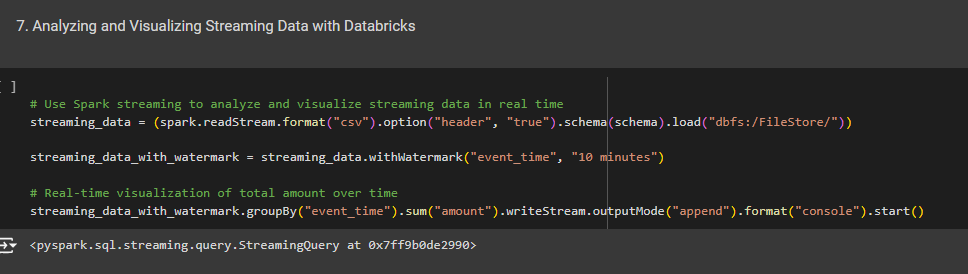 7. Analyzing and Visualizing Streaming Data with Databricks
[ ]
# Use Spark streaming to analyze and visualize streaming data in real time
streaming_data = (spark.readStream.format("csv").option("header", "true").schema(schema).load("dbfs:/FileStore/"))
streaming_data_with_watermark = streaming_data.withWatermark("event_time", "10 minutes")
# Real-time visualization of total amount over time
streaming_data_with_watermark.groupBy("event_time").sum("amount").writeStream.outputMode("append").format("console").start()
<pyspark.sql.streaming.query.StreamingQuery at 0x7ff9b0de2990>